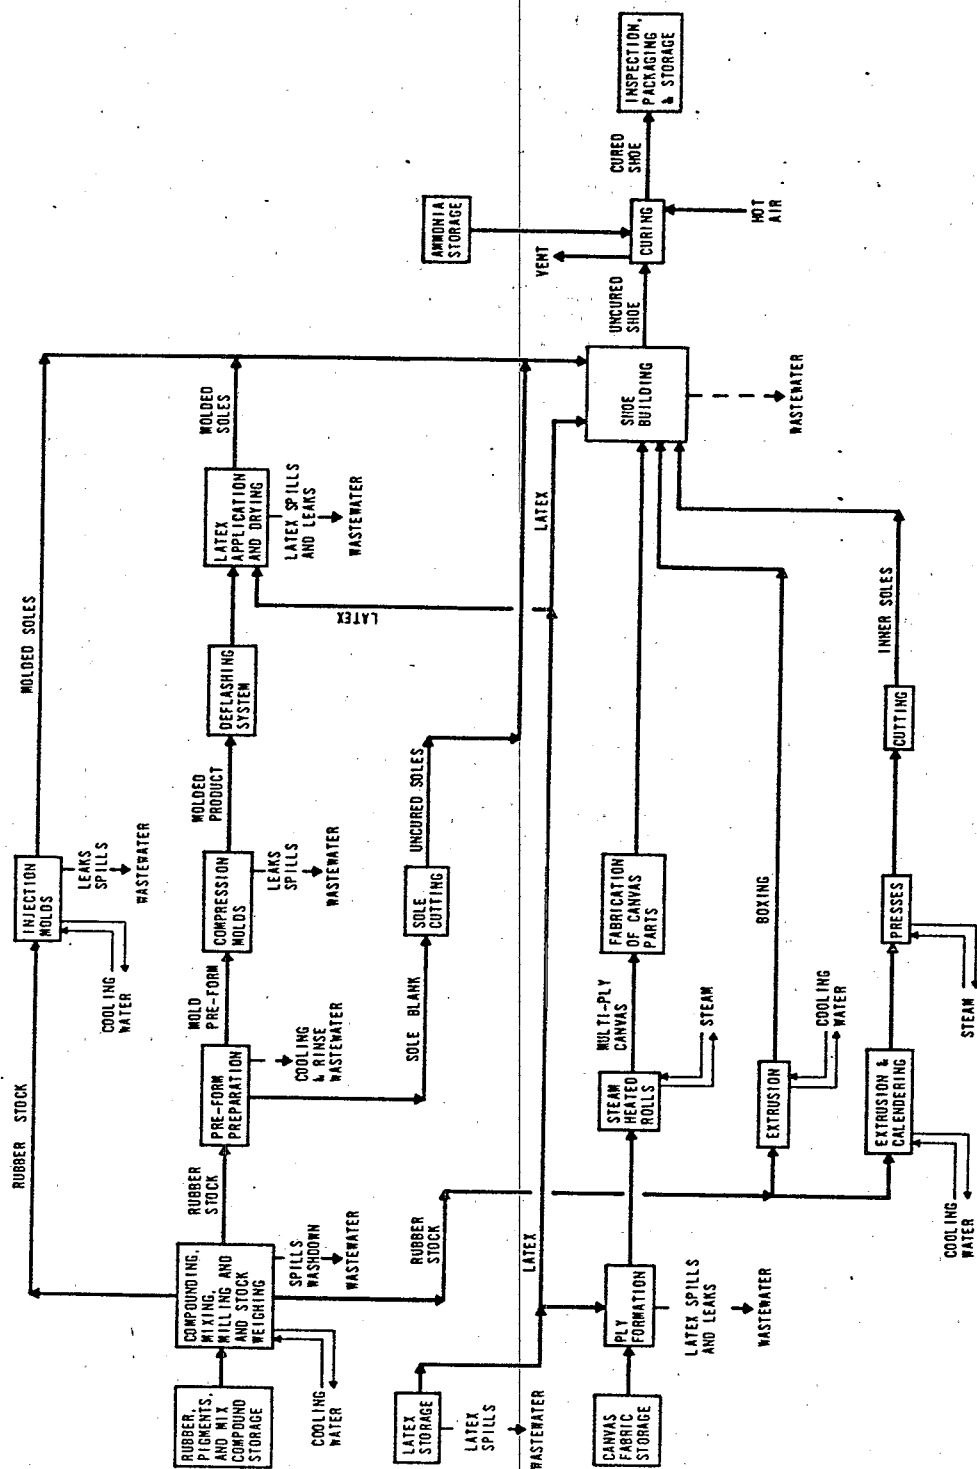 RUBBER,
PIGMENTS,
AND MIX
COMPOUND
STORAGE
COMPOUNDING,
MIXING,
MILLING AND
AND STOCK
WEIGHING
COOLING
WATER
SPILLS
WASHDOWN
WASTEWATER
RUBBER STOCK
INJECTION
MOLDS
COOLING
WATER
LEAKS
SPILLS
WASTEWATER
MOLDED SOLES
RUBBER
STOCK
PRE-FORM
PREPARATION
COOLING
& RINSE
WASTEWATER
MOLD
PRE-FORM
COMPRESSION
MOLDS
LEAKS
SPILLS
WASTEWATER
MOLDED
PRODUCT
DEFLASHING
SYSTEM
LATEX
APPLICATION
AND DRYING
LATEX SPILLS
AND LEAKS
WASTEWATER
MOLDED
SOLES
SOLE BLANK
SOLE
CUTTING
UNCURED SOLES
RUBBER
STOCK
LATEX
STORAGE
LATEX
SPILLS
WASTEWATER
LATEX
LATEX
LATEX
CANVAS
FABRIC
STORAGE
PLY
FORMATION
LATEX SPILLS
AND LEAKS
WASTEWATER
STEAM
HEATED
ROLLS
STEAM
MULTI-PLY
CANVAS
FABRICATION
OF CANVAS
PARTS
EXTRUSION
COOLING
WATER
BOXING
EXTRUSION &
CALENDERING
COOLING
WATER
PRESSES
STEAM
CUTTING
INNER SOLES
SHOE
BUILDING
WASTEWATER
UNCURED
SHOE
VENT
AMMONIA
STORAGE
CURING
HOT
AIR
CURED
SHOE
INSPECTION,
PACKAGING
& STORAGE